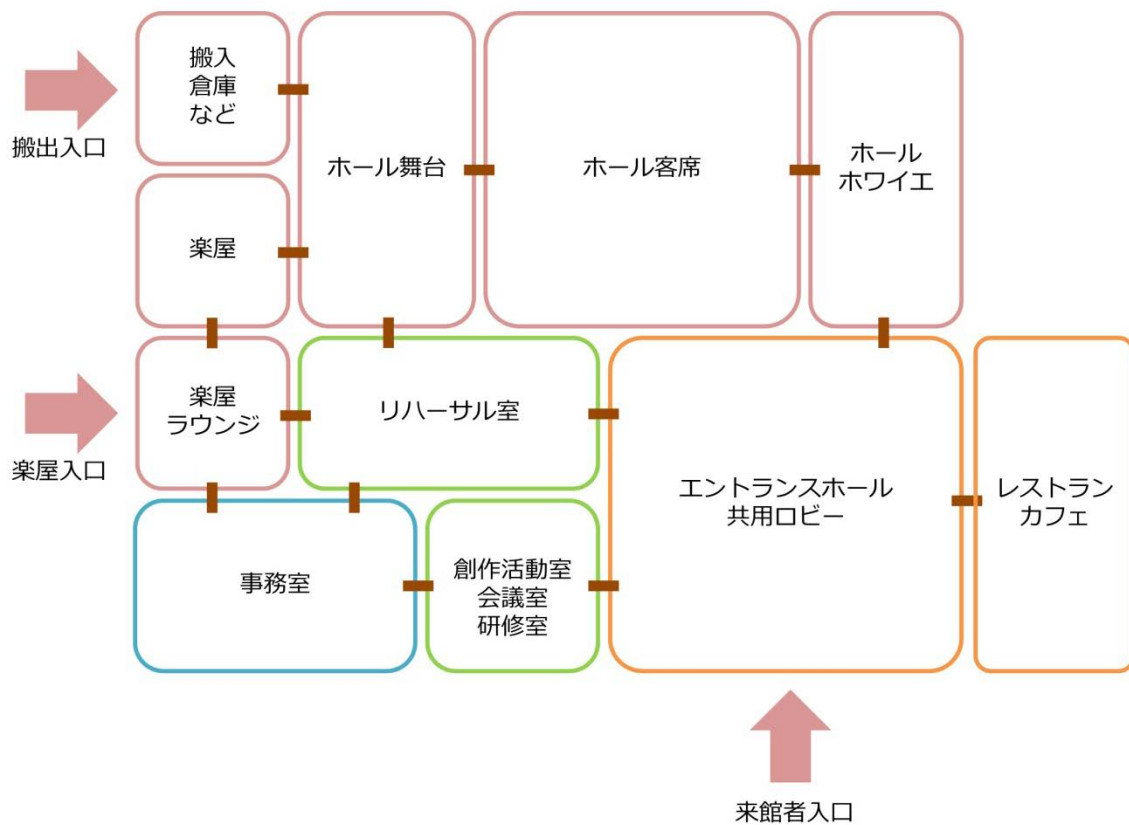 搬入
倉庫
など
搬出入口
ホール舞台
ホール客席
ホール
ホワイエ
楽屋
楽屋
ラウンジ
楽屋入口
リハーサル室
エントランスホール
共用ロビー
レストラン
カフェ
事務室
創作活動室
会議室
研修室
来館者入口